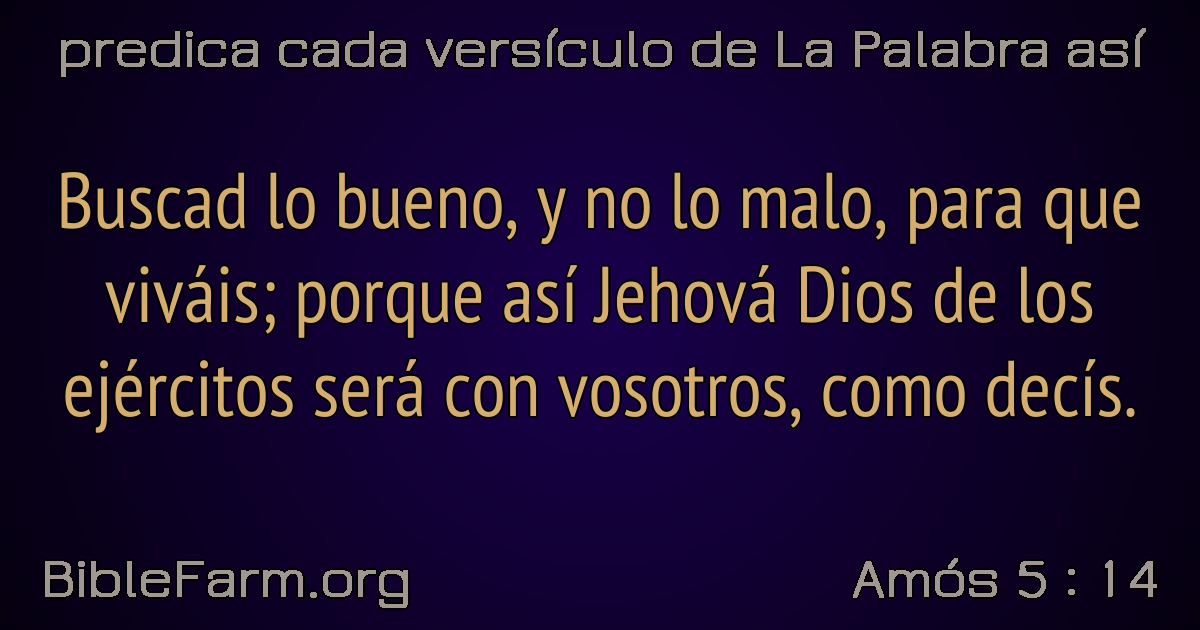 predica cada versículo de La Palabra así
Buscad lo bueno, y no lo malo, para que
viváis; porque así Jehová Dios de los
ejércitos será con vosotros, como decís.
BibleFarm.org
Amós 5 : 14